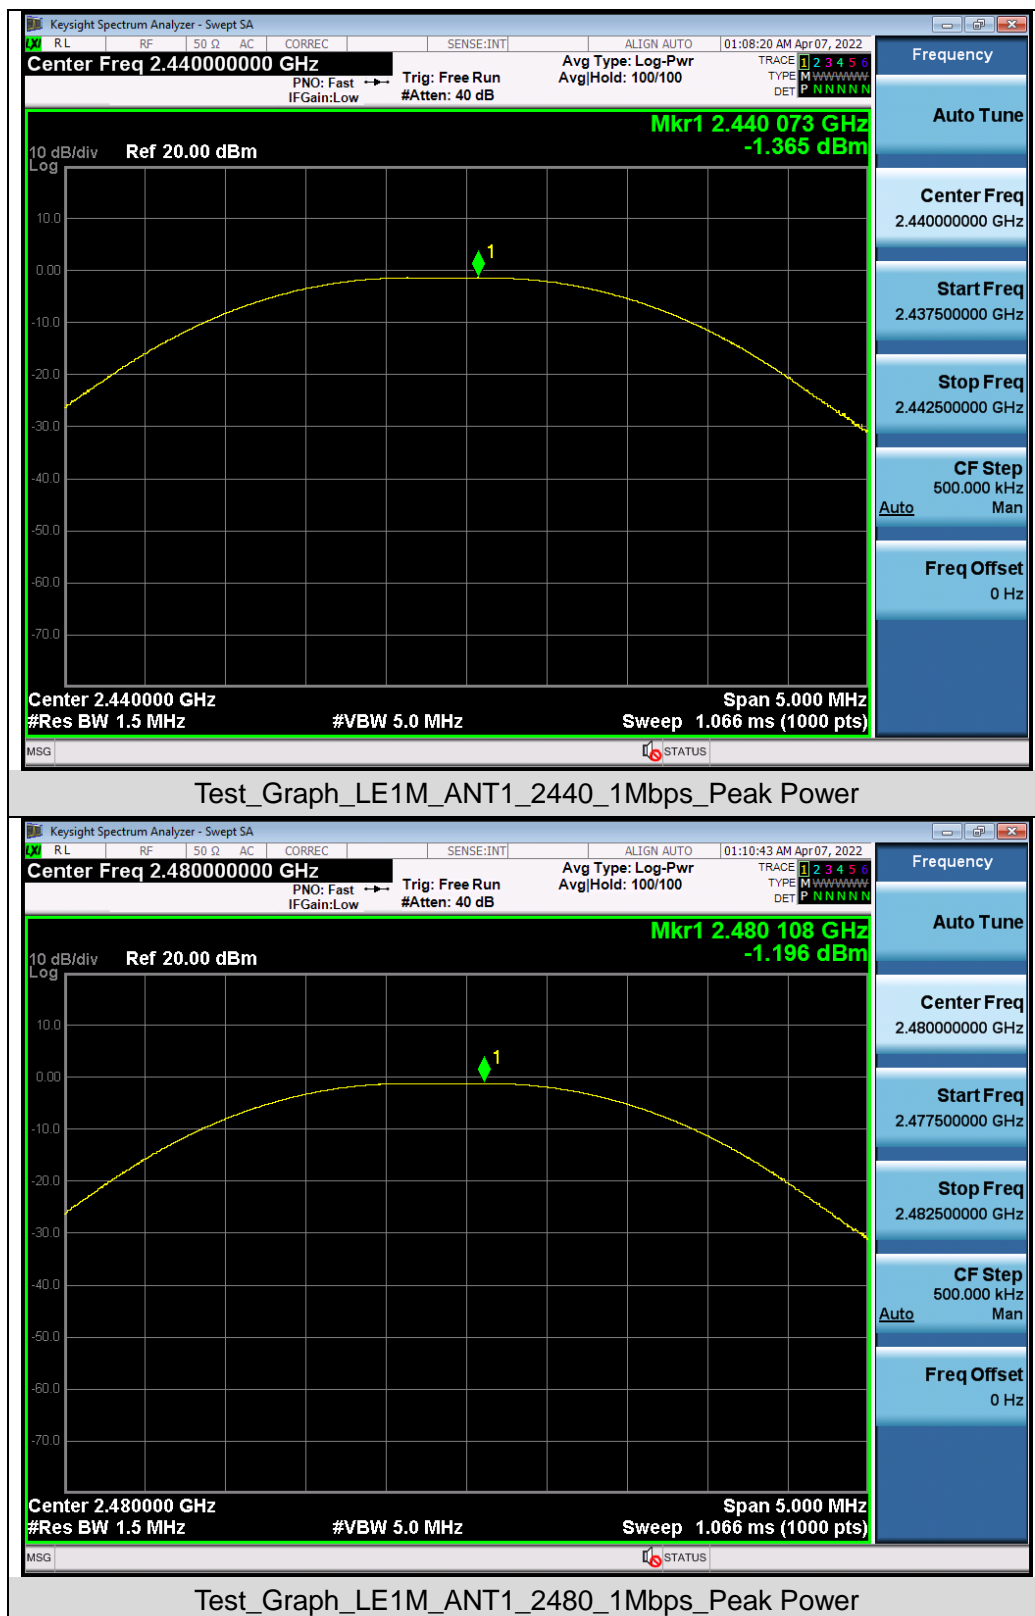 Keysight Spectrum Analyzer - Swept SA
LXI RL RF 50 Ω AC CORREC SENSE:INT ALIGN AUTO 01:08:20 AM Apr 07, 2022
Center Freq 2.440000000 GHz Avg Type: Log-Pwr TRACE 1 2 3 4 5 6
PNO: Fast Trig: Free Run Avg|Hold: 100/100 TYPE M WWWWW
IFGain:Low #Atten: 40 dB DET P N N N N N
Mkr1 2.440 073 GHz
10 dB/div Ref 20.00 dBm -1.365 dBm
Log
10.0
1
0.00
-10.0
-20.0
-30.0
-40.0
-50.0
-60.0
-70.0
Center 2.440000 GHz Span 5.000 MHz
#Res BW 1.5 MHz #VBW 5.0 MHz Sweep 1.066 ms (1000 pts)
MSG STATUS
Frequency
Auto Tune
Center Freq
2.440000000 GHz
Start Freq
2.437500000 GHz
Stop Freq
2.442500000 GHz
CF Step
500.000 kHz
Auto Man
Freq Offset
0 Hz
Test_Graph_LE1M_ANT1_2440_1Mbps_Peak Power
Keysight Spectrum Analyzer - Swept SA
LXI RL RF 50 Ω AC CORREC SENSE:INT ALIGN AUTO 01:10:43 AM Apr 07, 2022
Center Freq 2.480000000 GHz Avg Type: Log-Pwr TRACE 1 2 3 4 5 6
PNO: Fast Trig: Free Run Avg|Hold: 100/100 TYPE M WWWWW
IFGain:Low #Atten: 40 dB DET P N N N N N
Mkr1 2.480 108 GHz
10 dB/div Ref 20.00 dBm -1.196 dBm
Log
10.0
1
0.00
-10.0
-20.0
-30.0
-40.0
-50.0
-60.0
-70.0
Center 2.480000 GHz Span 5.000 MHz
#Res BW 1.5 MHz #VBW 5.0 MHz Sweep 1.066 ms (1000 pts)
MSG STATUS
Frequency
Auto Tune
Center Freq
2.480000000 GHz
Start Freq
2.477500000 GHz
Stop Freq
2.482500000 GHz
CF Step
500.000 kHz
Auto Man
Freq Offset
0 Hz
Test_Graph_LE1M_ANT1_2480_1Mbps_Peak Power